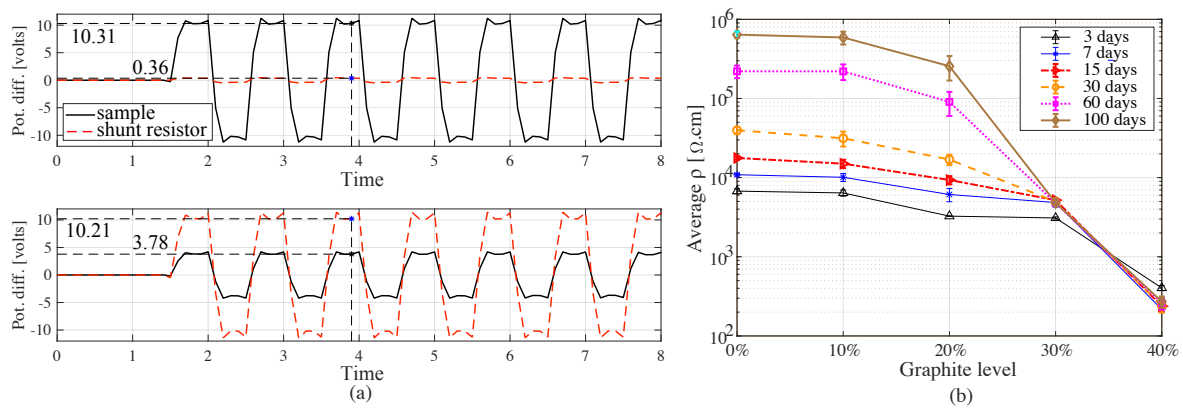 10
5
0
-5
-10
Pot. diff. [volts]
10.31
0.36
sample
shunt resistor
0 1 2 3 4 5 6 7 8
Time
10
5
0
-5
-10
Pot. diff. [volts]
10.21
3.78
0 1 2 3 4 5 6 7 8
Time
(a)
10^6
10^5
10^4
10^3
10^2
Average ρ [Ω.cm]
3 days
7 days
15 days
30 days
60 days
100 days
0% 10% 20% 30% 40%
Graphite level
(b)